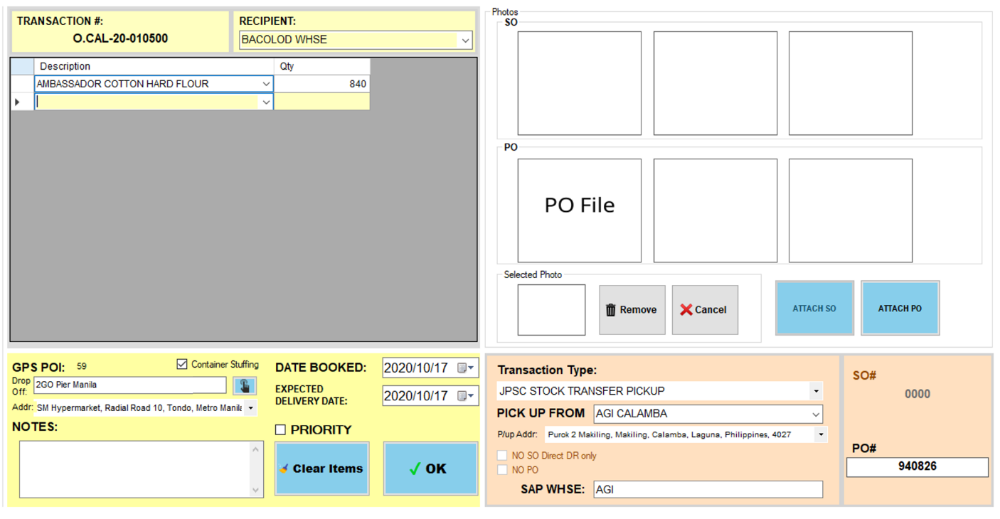 TRANSACTION #:
O.CAL-20-010500
RECIPIENT:
BACOLOD WHSE
Description Qty
AMBASSADOR COTTON HARD FLOUR 840
Photos
SO
PO
PO File
Selected Photo
Remove
Cancel
ATTACH SO
ATTACH PO
GPS POI: 59
Container Stuffing
Drop Off: 2GO Pier Manila
Addr: SM Hypermarket, Radial Road 10, Tondo, Metro Manila
NOTES:
DATE BOOKED: 2020/10/17
EXPECTED
DELIVERY DATE: 2020/10/17
PRIORITY
Clear Items
OK
Transaction Type:
JPSC STOCK TRANSFER PICKUP
PICK UP FROM AGI CALAMBA
P/up Addr: Purok 2 Makiling, Makiling, Calamba, Laguna, Philippines, 4027
NO SO Direct DR only
NO PO
SAP WHSE: AGI
SO#
0000
PO#
940826